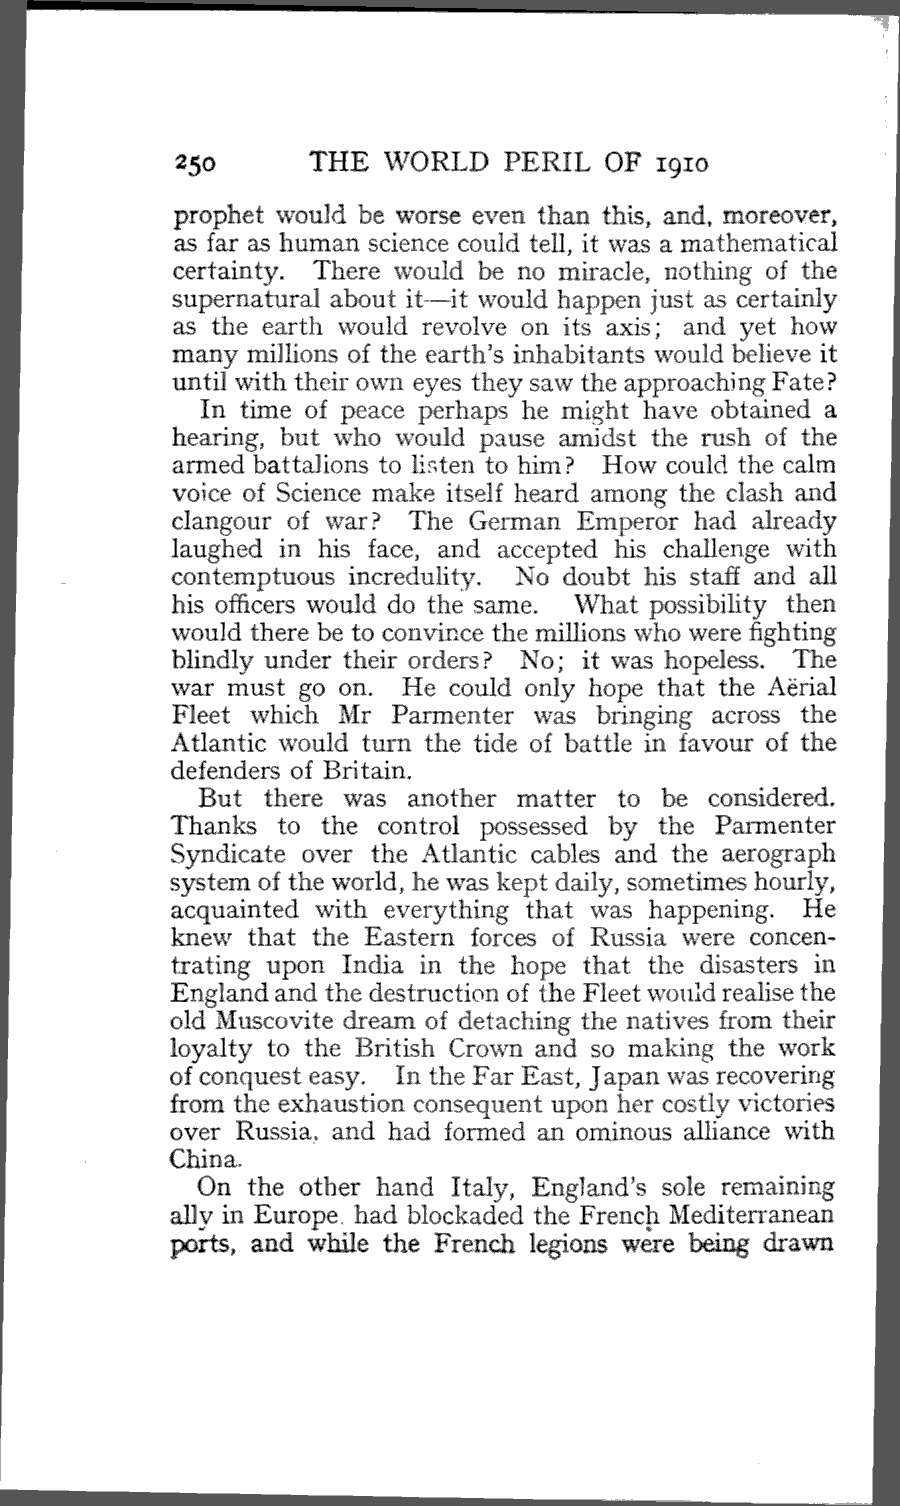 250 THE WORLD PERIL OF 1910
prophet would be worse even than this, and, moreover,
as far as human science could tell, it was a mathematical
certainty. There would be no miracle, nothing of the
supernatural about it—it would happen just as certainly
as the earth would revolve on its axis; and yet how
many millions of the earth's inhabitants would believe it
until with their own eyes they saw the approaching Fate?
In time of peace perhaps he might have obtained a
hearing, but who would pause amidst the rush of the
armed battalions to listen to him? How could the calm
voice of Science make itself heard among the clash and
clangour of war? The German Emperor had already
laughed in his face, and accepted his challenge with
contemptuous incredulity. No doubt his staff and all
his officers would do the same. What possibility then
would there be to convince the millions who were fighting
blindly under their orders? No; it was hopeless. The
war must go on. He could only hope that the Aërial
Fleet which Mr Parmenter was bringing across the
Atlantic would turn the tide of battle in favour of the
defenders of Britain.
But there was another matter to be considered.
Thanks to the control possessed by the Parmenter
Syndicate over the Atlantic cables and the aerograph
system of the world, he was kept daily, sometimes hourly,
acquainted with everything that was happening. He
knew that the Eastern forces of Russia were concen-
trating upon India in the hope that the disasters in
England and the destruction of the Fleet would realise the
old Muscovite dream of detaching the natives from their
loyalty to the British Crown and so making the work
of conquest easy. In the Far East, Japan was recovering
from the exhaustion consequent upon her costly victories
over Russia, and had formed an ominous alliance with
China.
On the other hand Italy, England's sole remaining
ally in Europe, had blockaded the French Mediterranean
ports, and while the French legions were being drawn